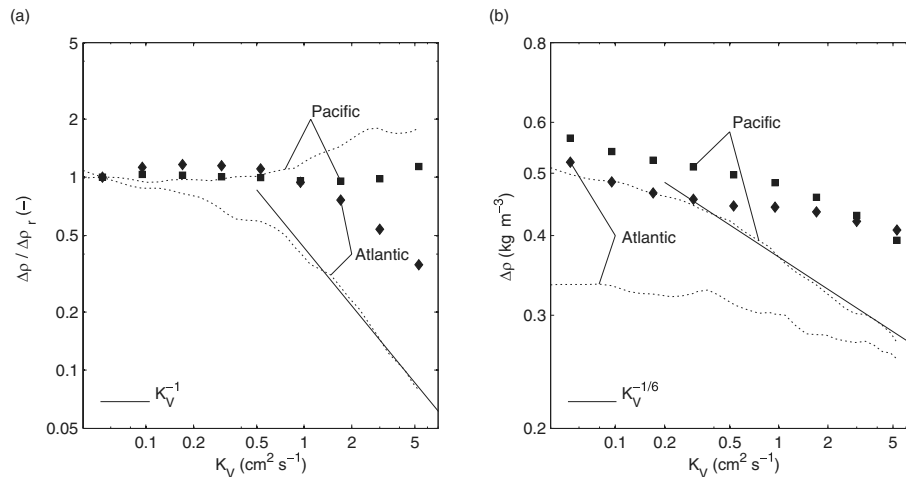 (a)
5
2
1
0.5
0.2
0.1
0.05
Δρ / Δρ_r (-)
0.1 0.2 0.5 1 2 5
K_V (cm² s⁻¹)
Pacific
Atlantic
K_V^{-1}
(b)
0.8
0.6
0.5
0.4
0.3
0.2
Δρ (kg m⁻³)
0.1 0.2 0.5 1 2 5
K_V (cm² s⁻¹)
Pacific
Atlantic
K_V^{-1/6}